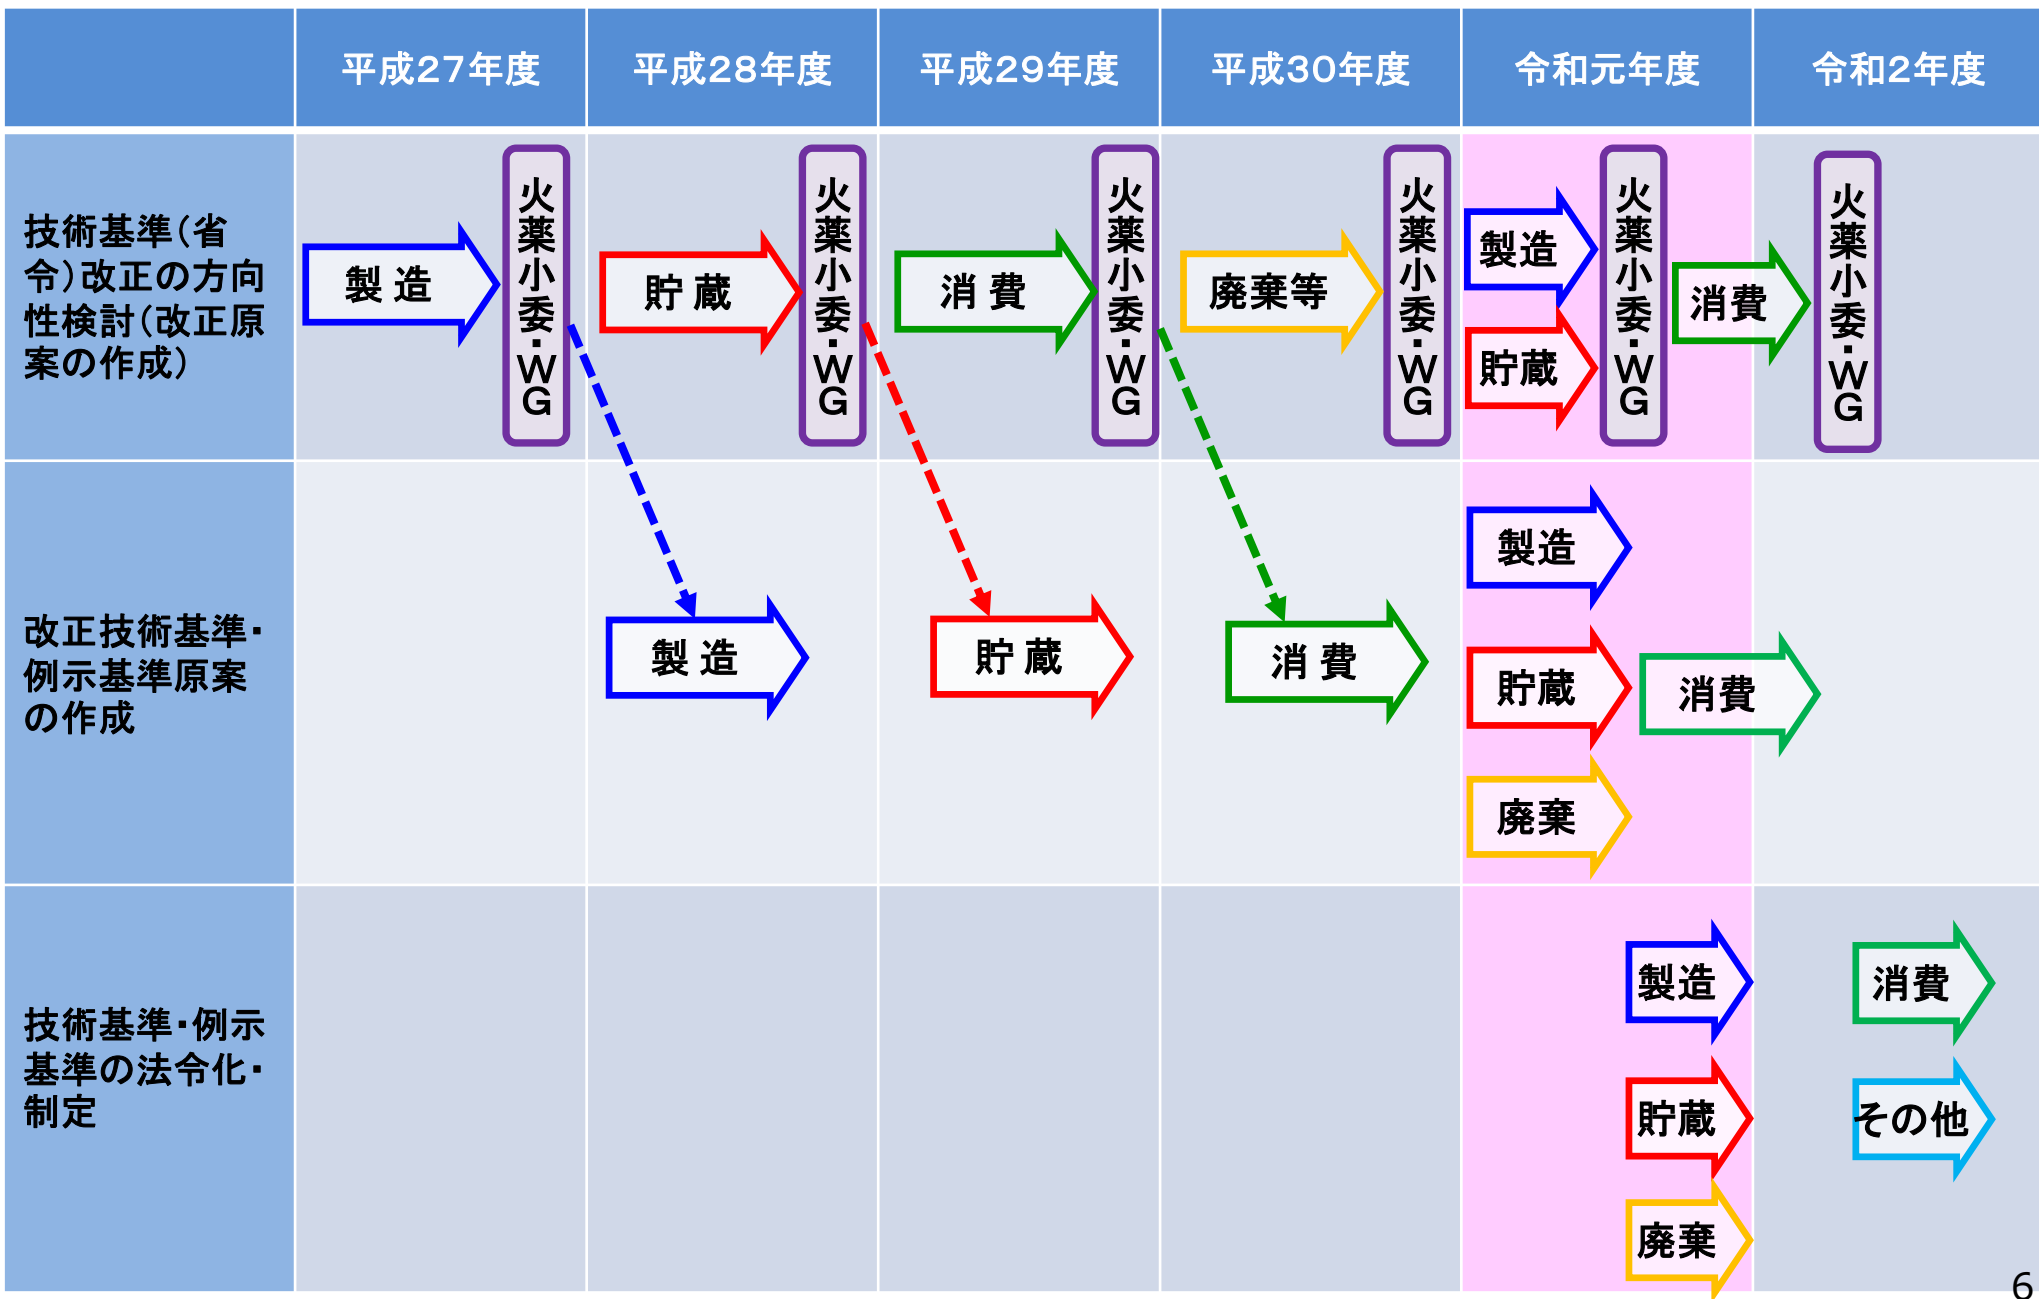 平成27年度
平成28年度
平成29年度
平成30年度
令和元年度
令和2年度
技術基準(省
令)改正の方向
性検討(改正原
案の作成)
製 造
火薬小委・WG
貯 蔵
火薬小委・WG
消 費
火薬小委・WG
廃棄等
火薬小委・WG
製造
貯蔵
火薬小委・WG
消費
火薬小委・WG
改正技術基準・
例示基準原案
の作成
製 造
貯 蔵
消 費
製造
貯蔵
廃棄
消費
技術基準・例示
基準の法令化・
制定
製造
貯蔵
廃棄
消費
その他
6